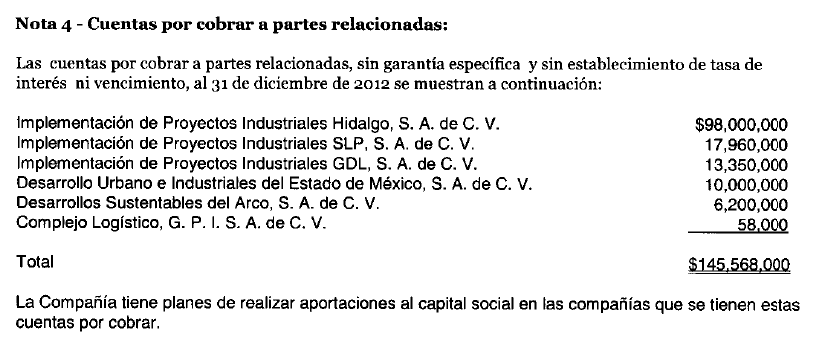 Nota 4 - Cuentas por cobrar a partes relacionadas:
Las cuentas por cobrar a partes relacionadas, sin garantía específica y sin establecimiento de tasa de
interés ni vencimiento, al 31 de diciembre de 2012 se muestran a continuación:
Implementación de Proyectos Industriales Hidalgo, S. A. de C. V. $98,000,000
Implementación de Proyectos Industriales SLP, S. A. de C. V. 17,960,000
Implementación de Proyectos Industriales GDL, S. A. de C. V. 13,350,000
Desarrollo Urbano e Industriales del Estado de México, S. A. de C. V. 10,000,000
Desarrollos Sustentables del Arco, S. A. de C. V. 6,200,000
Complejo Logístico, G. P. I. S. A. de C. V. 58,000
Total $145,568,000
La Compañía tiene planes de realizar aportaciones al capital social en las compañías que se tienen estas
cuentas por cobrar.